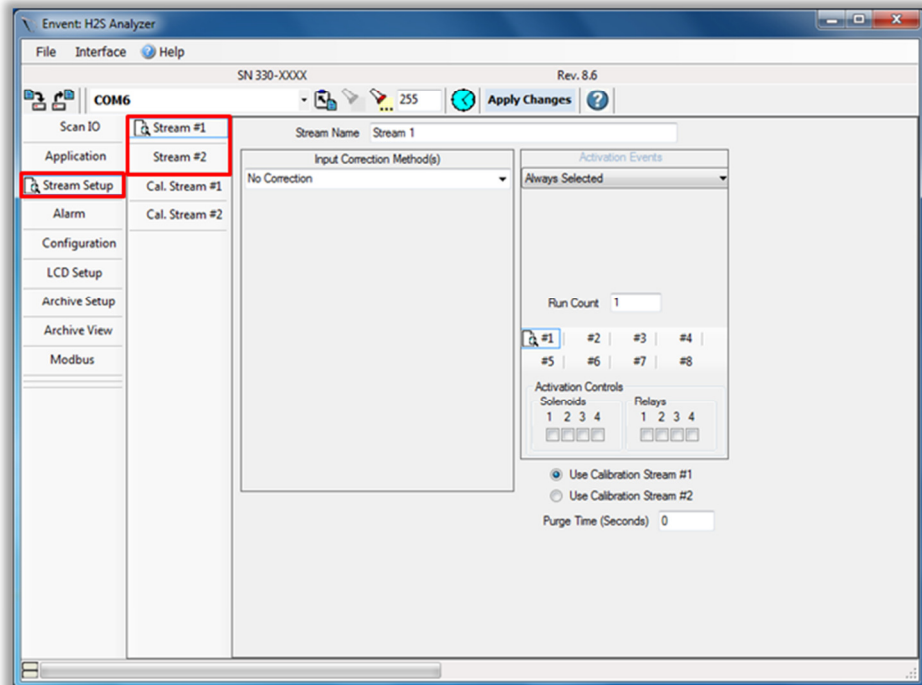 Envent: H2S Analyzer
File Interface Help
SN 330-XXXX Rev. 8.6
COM6 255 Apply Changes
Scan IO
Application
Stream Setup
Alarm
Configuration
LCD Setup
Archive Setup
Archive View
Modbus
Stream #1
Stream #2
Cal. Stream #1
Cal. Stream #2
Stream Name Stream 1
Input Correction Method(s)
No Correction
Activation Events
Always Selected
Run Count 1
#1 #2 #3 #4
#5 #6 #7 #8
Activation Controls
Solenoids Relays
1 2 3 4 1 2 3 4
Use Calibration Stream #1
Use Calibration Stream #2
Purge Time (Seconds) 0